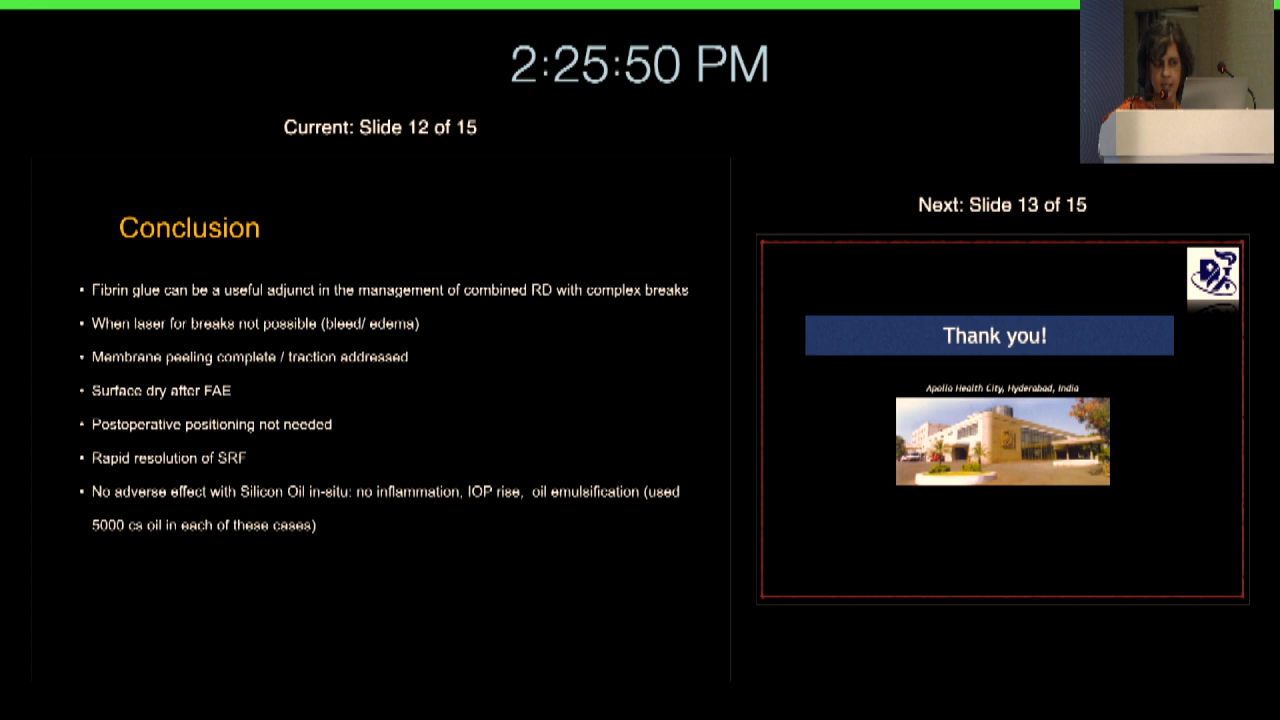 2:25:50 PM
Current: Slide 12 of 15
Conclusion
• Fibrin glue can be a useful adjunct in the management of combined RD with complex breaks
• When laser for breaks not possible (bleed/ edema)
• Membrane peeling complete / traction addressed
• Surface dry after FAE
• Postoperative positioning not needed
• Rapid resolution of SRF
• No adverse effect with Silicon Oil in-situ: no inflammation, IOP rise, oil emulsification (used
5000 cs oil in each of these cases)
Next: Slide 13 of 15
Thank you!
Apollo Health City, Hyderabad, India